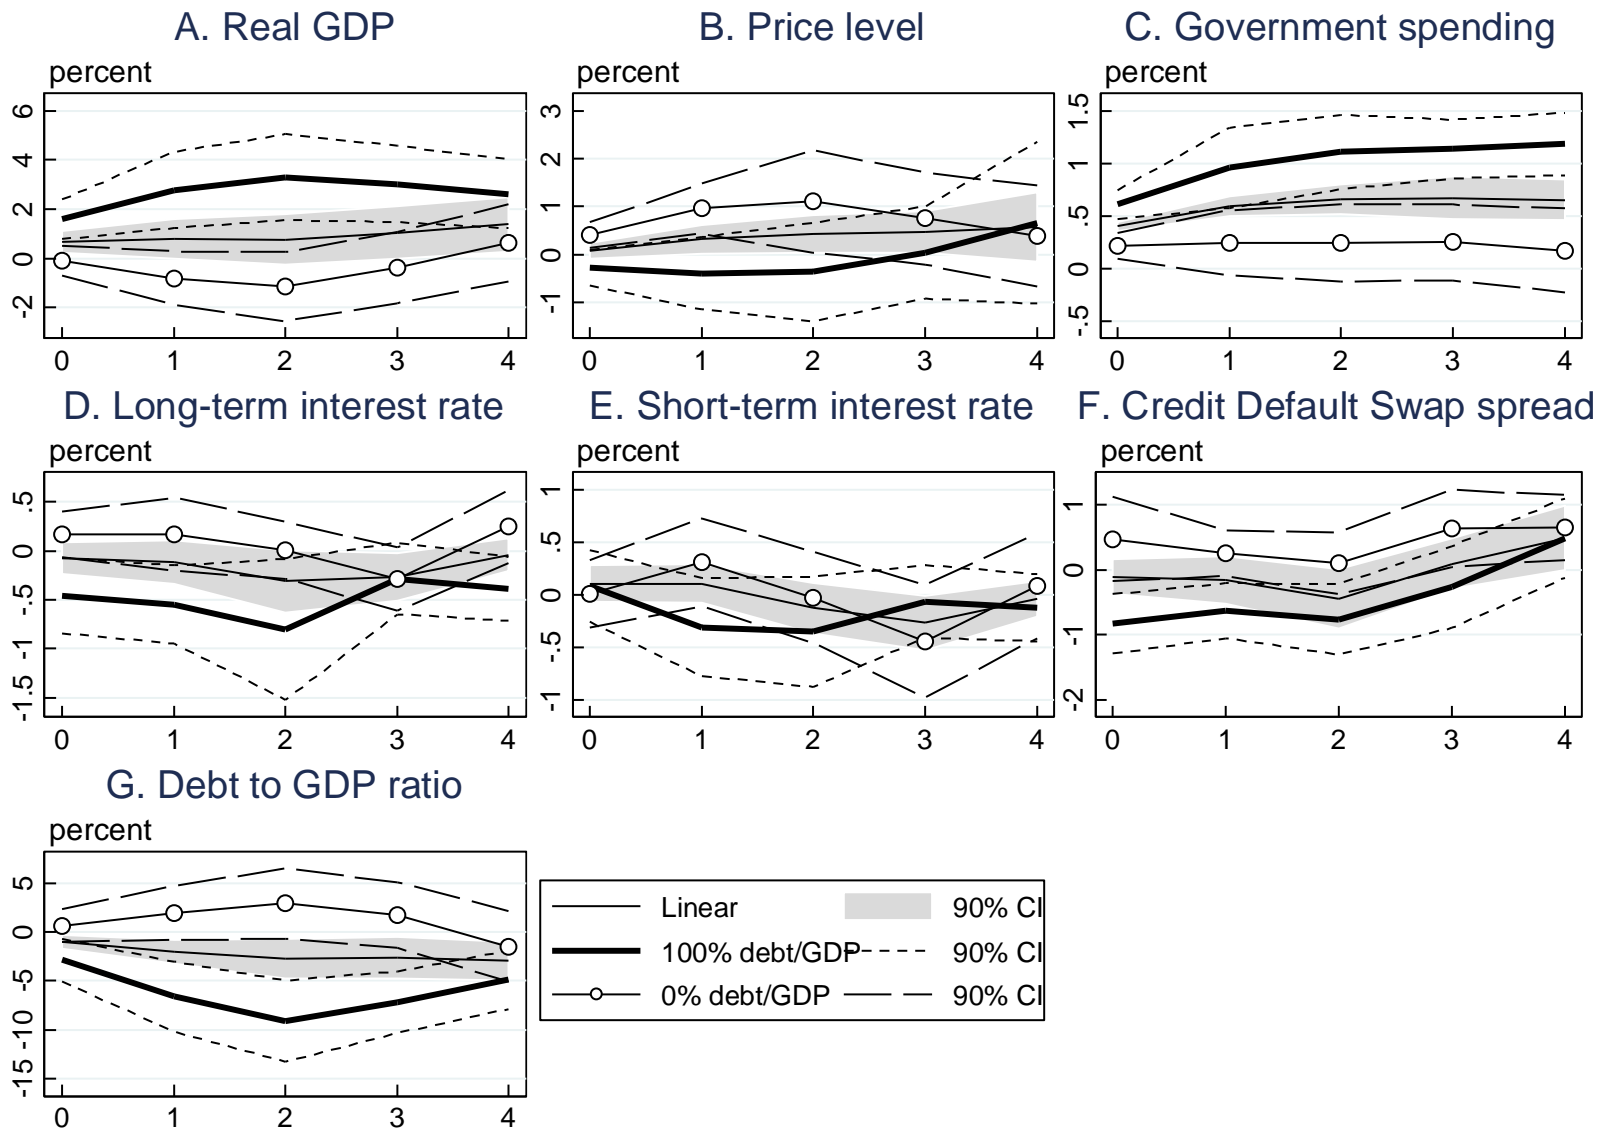 A. Real GDP
percent
6
4
2
0
-2
0 1 2 3 4
B. Price level
percent
3
2
1
0
-1
0 1 2 3 4
C. Government spending
percent
1.5
1
.5
0
-.5
0 1 2 3 4
D. Long-term interest rate
percent
.5
0
-.5
-1
-1.5
0 1 2 3 4
E. Short-term interest rate
percent
1
.5
0
-.5
-1
0 1 2 3 4
F. Credit Default Swap spread
percent
1
0
-1
-2
0 1 2 3 4
G. Debt to GDP ratio
percent
5
0
-5
-10
-15
0 1 2 3 4
Linear 90% CI
100% debt/GDP 90% CI
0% debt/GDP 90% CI